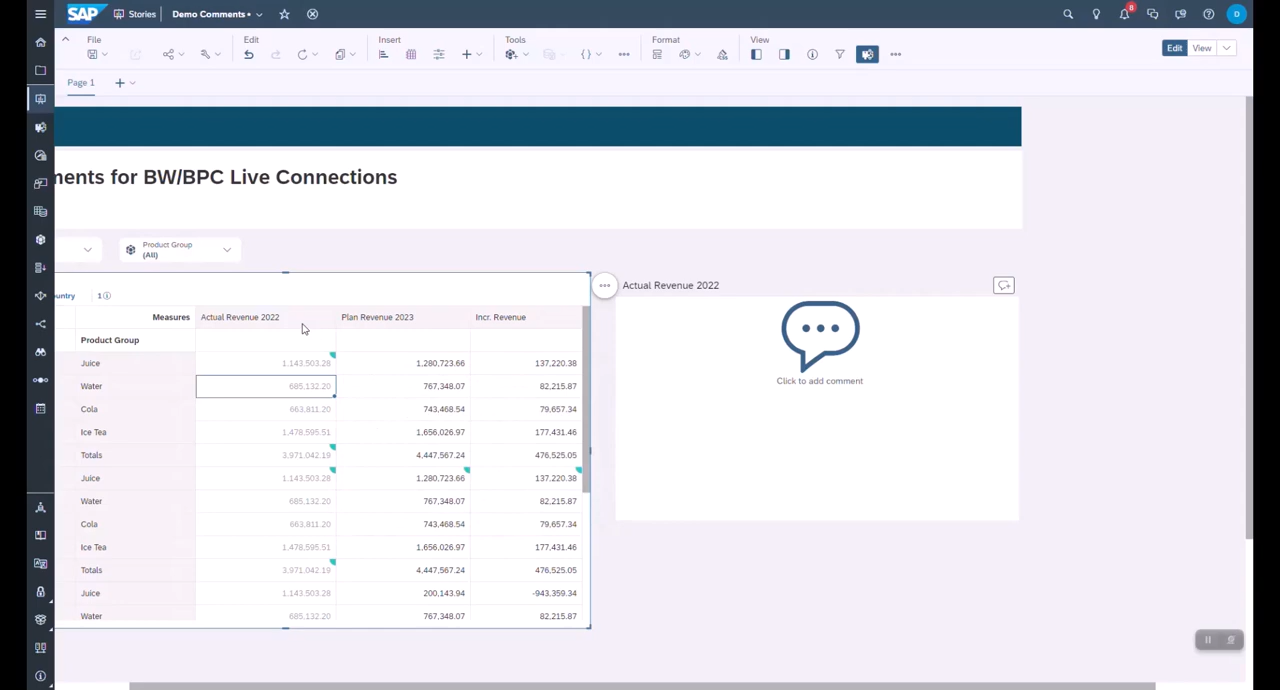 SAP Stories Demo Comments • 8 D
File Edit Insert Tools Format View Edit View
Page 1
ments for BW/BPC Live Connections
Product Group
(All)
untry 1
Actual Revenue 2022
Measures Actual Revenue 2022 Plan Revenue 2023 Incr. Revenue
Product Group
Juice 1,143,503.28 1,280,723.66 137,220.38
Water 685,132.20 767,348.07 82,215.87
Cola 663,811.20 743,468.54 79,657.34
Ice Tea 1,478,595.51 1,656,026.97 177,431.46
Totals 3,971,042.19 4,447,567.24 476,525.05
Juice 1,143,503.28 1,280,723.66 137,220.38
Water 685,132.20 767,348.07 82,215.87
Cola 663,811.20 743,468.54 79,657.34
Ice Tea 1,478,595.51 1,656,026.97 177,431.46
Totals 3,971,042.19 4,447,567.24 476,525.05
Juice 1,143,503.28 200,143.94 -943,359.34
Water 685,132.20 767,348.07 82,215.87
Click to add comment